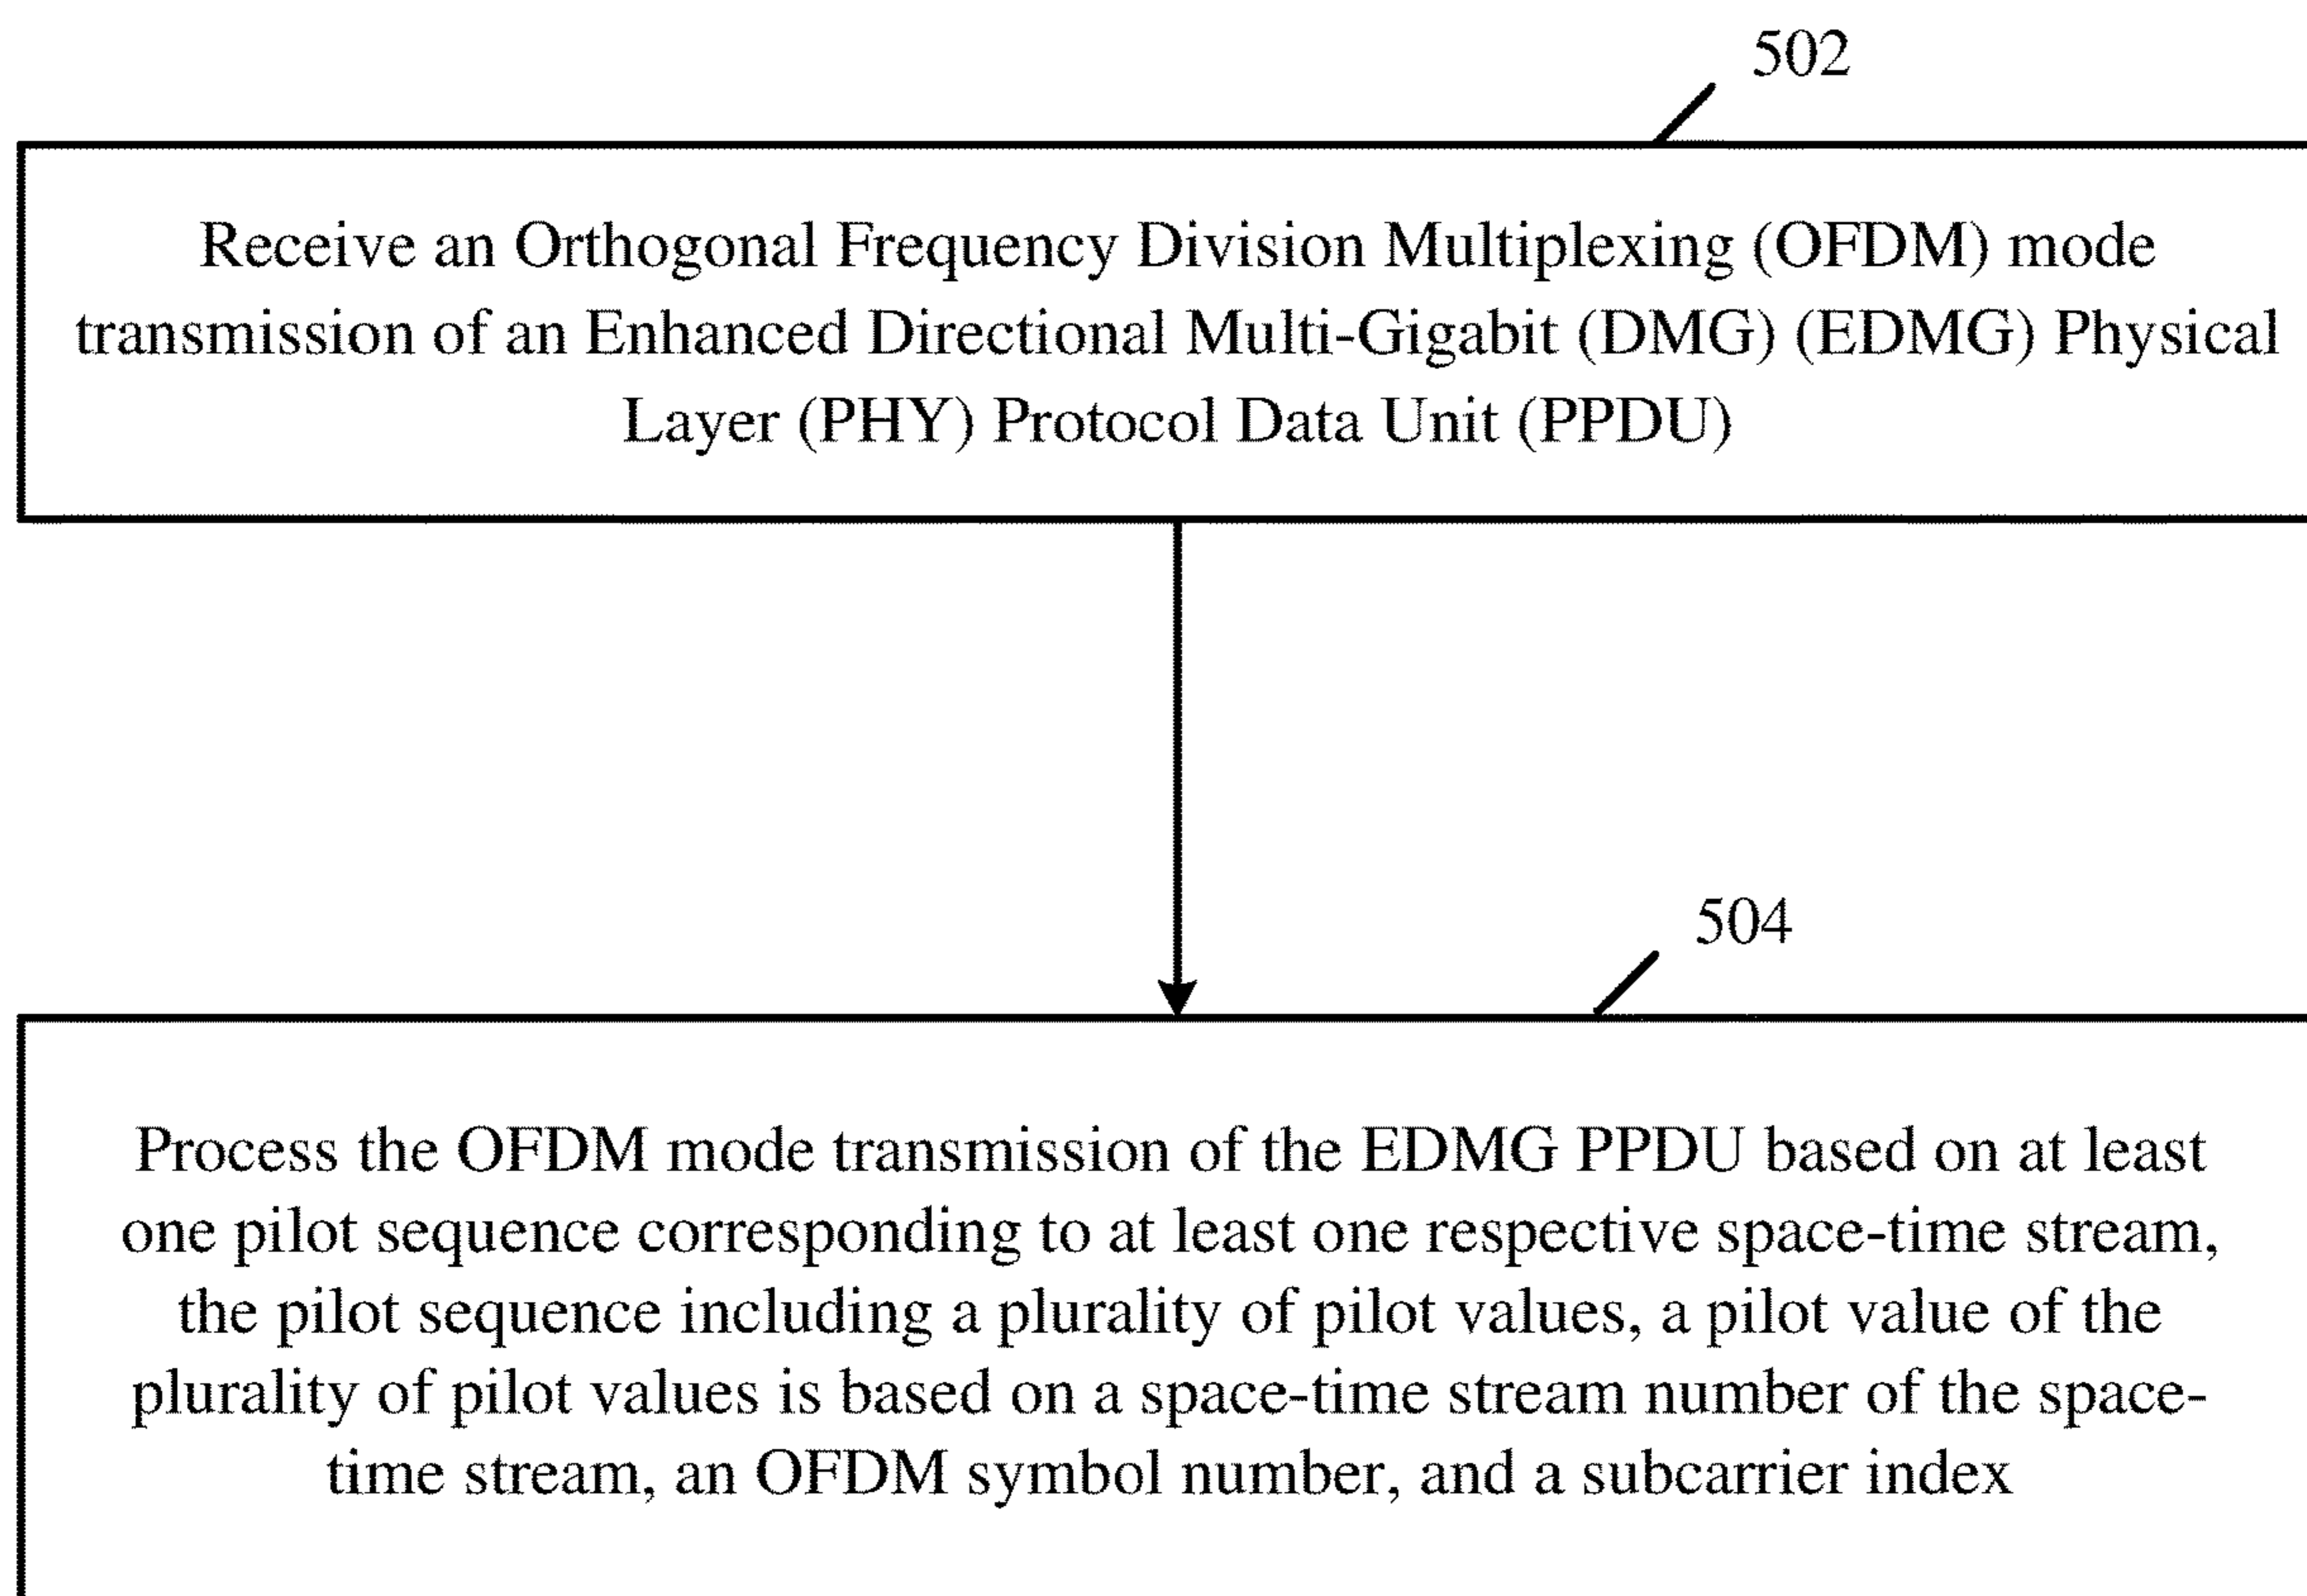 502
Receive an Orthogonal Frequency Division Multiplexing (OFDM) mode
transmission of an Enhanced Directional Multi-Gigabit (DMG) (EDMG) Physical
Layer (PHY) Protocol Data Unit (PPDU)
504
Process the OFDM mode transmission of the EDMG PPDU based on at least
one pilot sequence corresponding to at least one respective space-time stream,
the pilot sequence including a plurality of pilot values, a pilot value of the
plurality of pilot values is based on a space-time stream number of the space-
time stream, an OFDM symbol number, and a subcarrier index